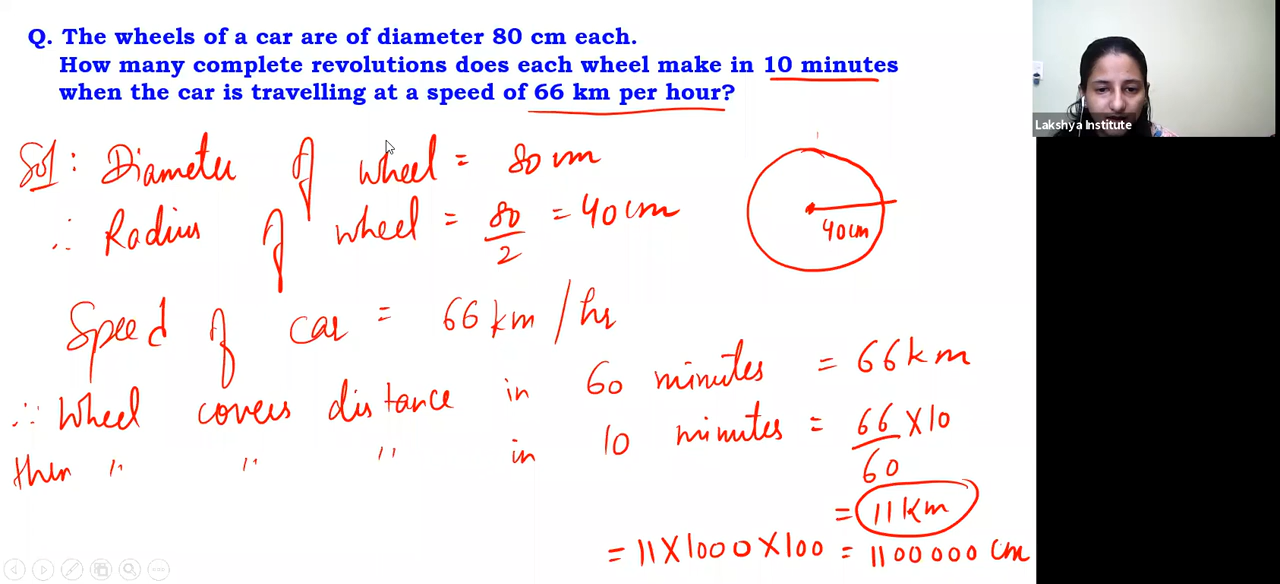 Q. The wheels of a car are of diameter 80 cm each.
How many complete revolutions does each wheel make in 10 minutes
when the car is travelling at a speed of 66 km per hour?
Lakshya Institute
Sol : Diameter of wheel = 80 cm
∴ Radius of wheel = 80/2 = 40 cm
40 cm
Speed of car = 66 km/hr
∴ Wheel covers distance in 60 minutes = 66 km
then " " " in 10 minutes = 66/60 × 10
= 11 km
= 11 × 1000 × 100 = 1100000 cm